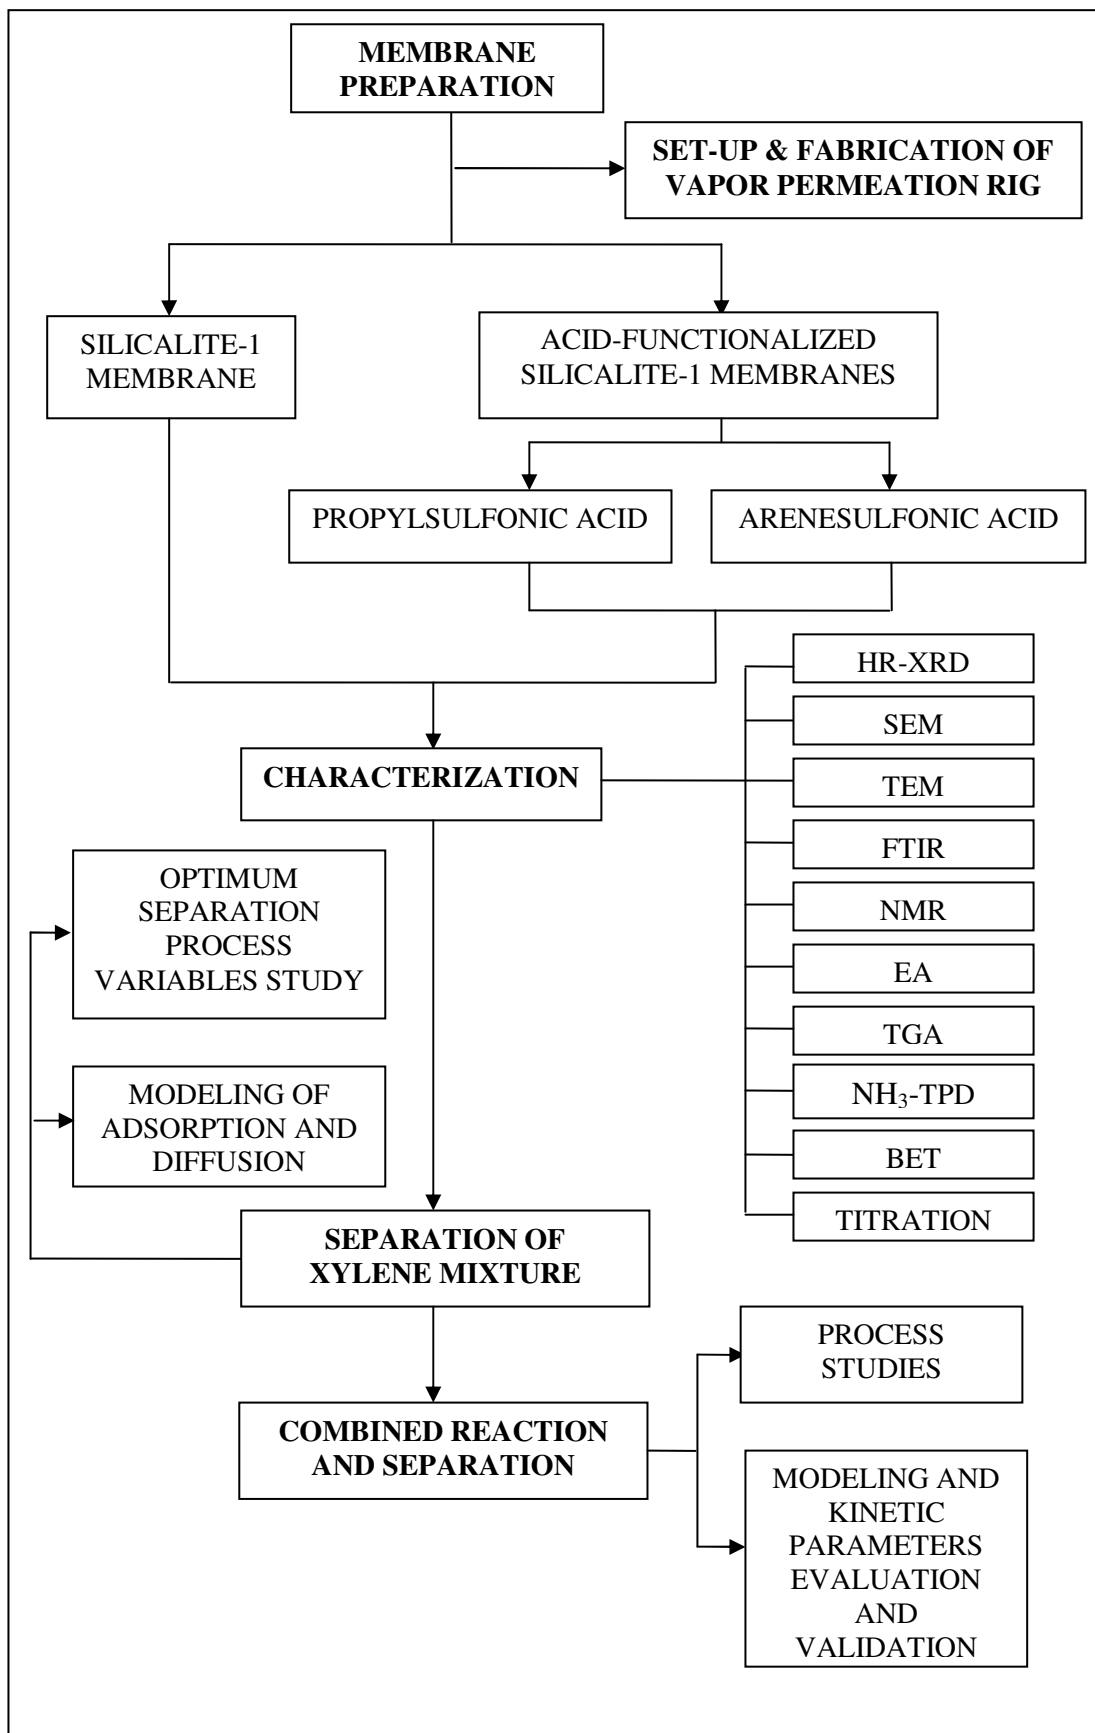 MEMBRANE
PREPARATION
SET-UP & FABRICATION OF
VAPOR PERMEATION RIG
SILICALITE-1
MEMBRANE
ACID-FUNCTIONALIZED
SILICALITE-1 MEMBRANES
PROPYLSULFONIC ACID
ARENESULFONIC ACID
HR-XRD
SEM
CHARACTERIZATION
TEM
FTIR
NMR
EA
TGA
NH₃-TPD
BET
TITRATION
OPTIMUM
SEPARATION
PROCESS
VARIABLES STUDY
MODELING OF
ADSORPTION AND
DIFFUSION
SEPARATION OF
XYLENE MIXTURE
PROCESS
STUDIES
COMBINED REACTION
AND SEPARATION
MODELING AND
KINETIC
PARAMETERS
EVALUATION
AND
VALIDATION